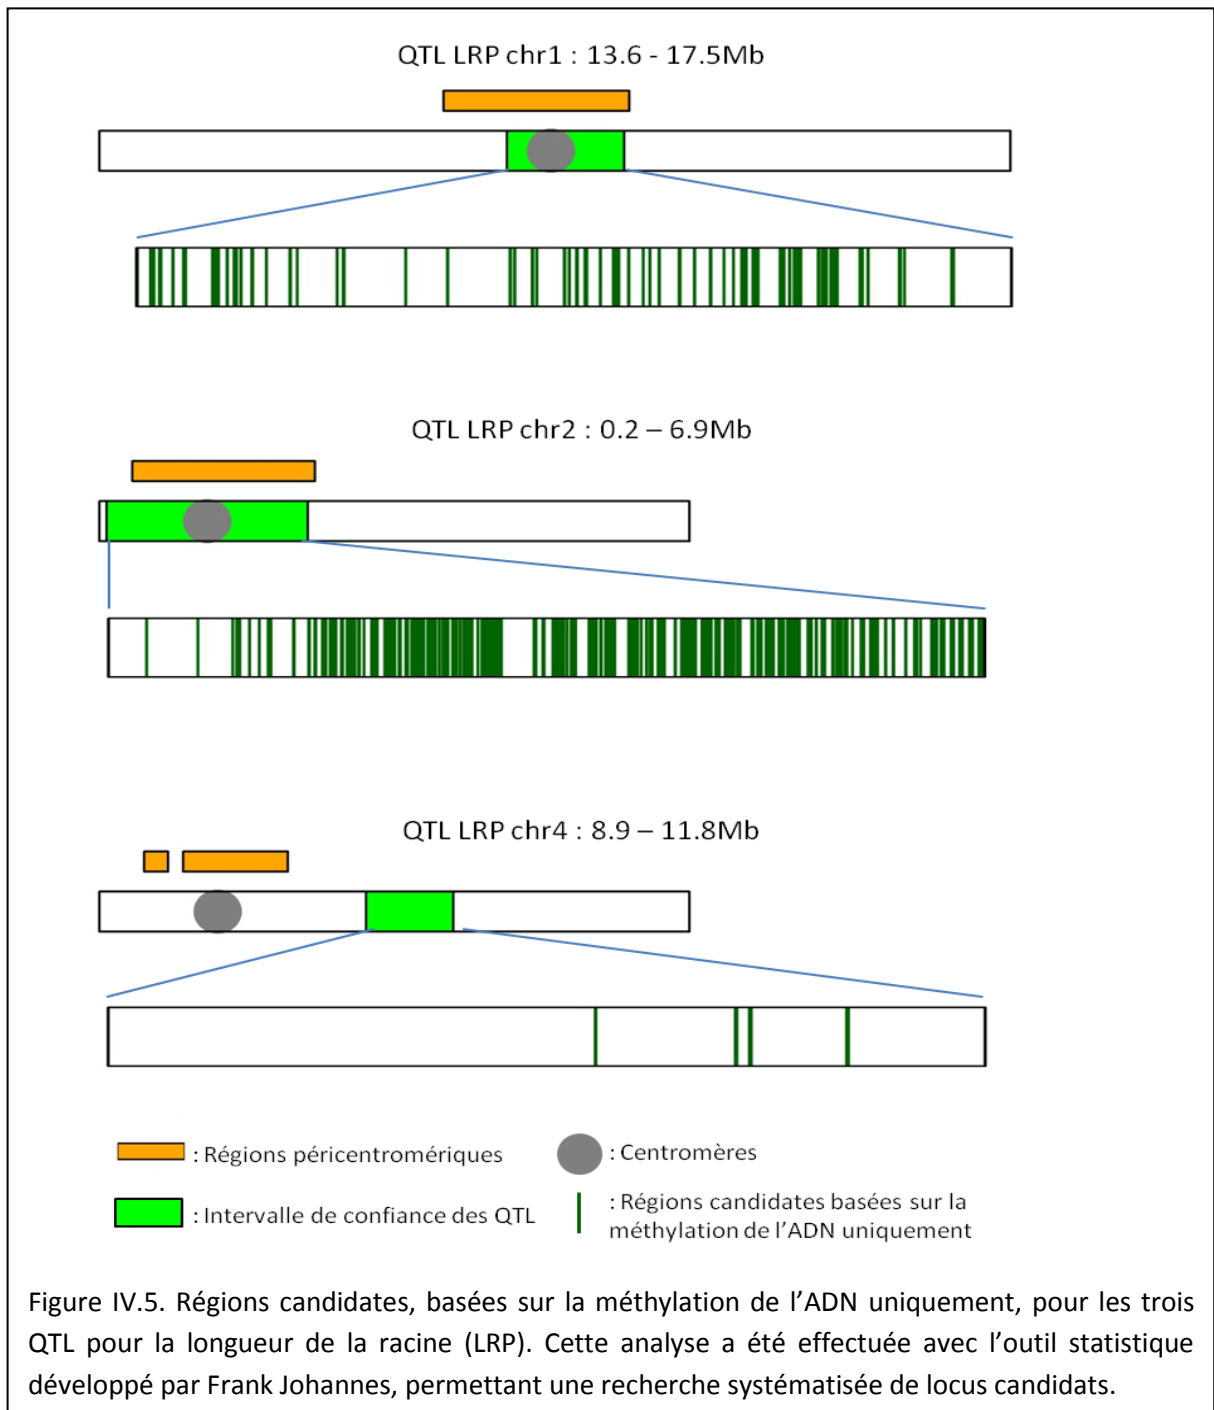 QTL LRP chr1 : 13.6 - 17.5Mb
QTL LRP chr2 : 0.2 – 6.9Mb
QTL LRP chr4 : 8.9 – 11.8Mb
: Régions péricentromériques
: Centromères
: Intervalle de confiance des QTL
: Régions candidates basées sur la
méthylation de l’ADN uniquement
Figure IV.5. Régions candidates, basées sur la méthylation de l’ADN uniquement, pour les trois
QTL pour la longueur de la racine (LRP). Cette analyse a été effectuée avec l’outil statistique
développé par Frank Johannes, permettant une recherche systématisée de locus candidats.